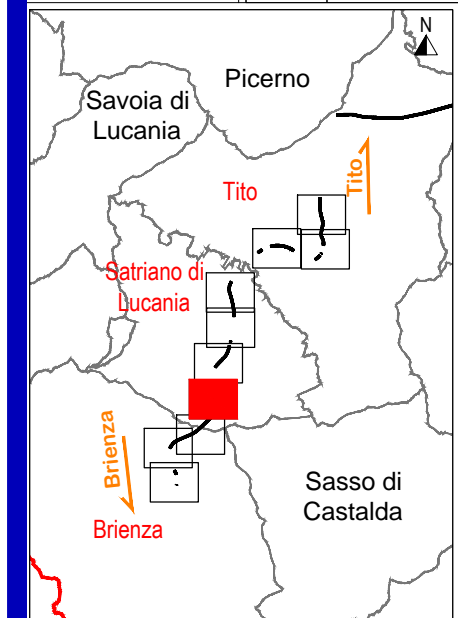 N
Picerno
Savoia di
Lucania
Tito
Tito
Satriano di
Lucania
Brienza
Sasso di
Castalda
Brienza